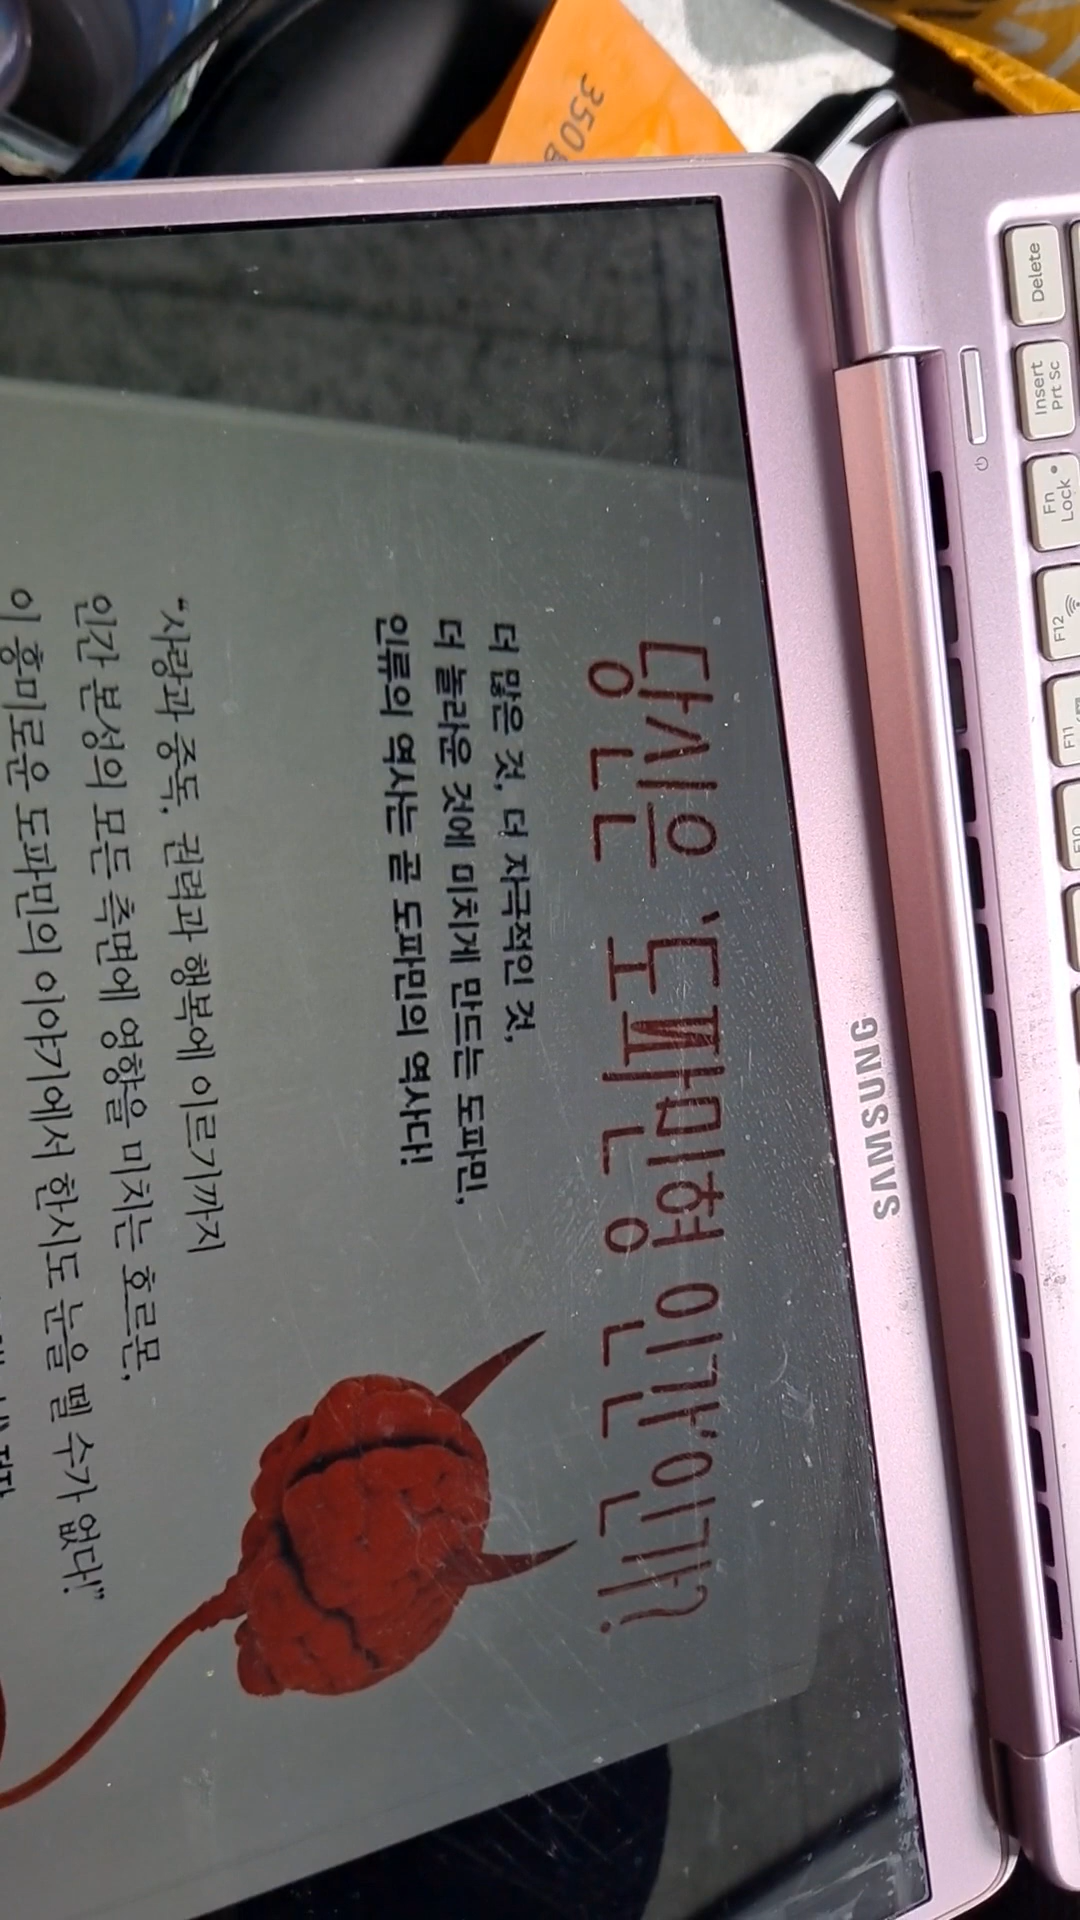 당신은 '도파민형 인간'인가?
더 많은 것, 더 자극적인 것,
더 놀라운 것에 미치게 만드는 도파민,
인류의 역사는 곧 도파민의 역사다!
"사랑과 중독, 권력과 행복에 이르기까지
인간 본성의 모든 측면에 영향을 미치는 호르몬,
이 흥미로운 도파민의 이야기에서 한시도 눈을 뗄 수가 없다!"
SAMSUNG
350
Delete
Insert
Prt Sc
Fn
Lock
F12
F11
F10